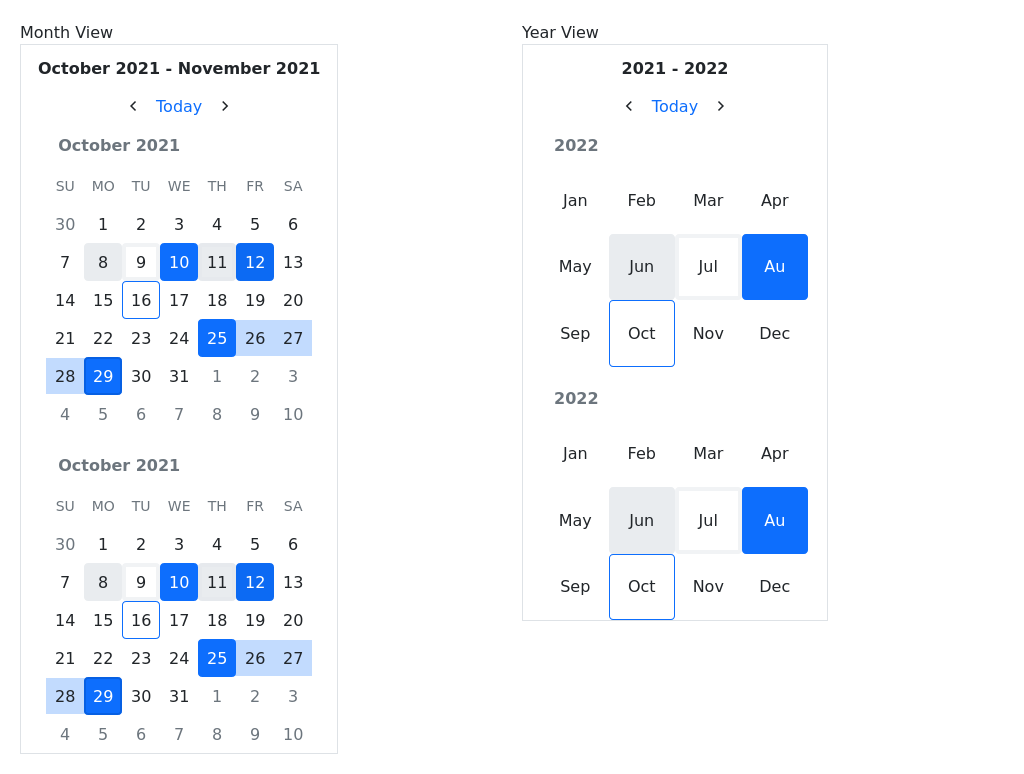 Month View
October 2021 - November 2021
Today
October 2021
SU MO TU WE TH FR SA
30 1 2 3 4 5 6
7 8 9 10 11 12 13
14 15 16 17 18 19 20
21 22 23 24 25 26 27
28 29 30 31 1 2 3
4 5 6 7 8 9 10
October 2021
SU MO TU WE TH FR SA
30 1 2 3 4 5 6
7 8 9 10 11 12 13
14 15 16 17 18 19 20
21 22 23 24 25 26 27
28 29 30 31 1 2 3
4 5 6 7 8 9 10
Year View
2021 - 2022
Today
2022
Jan Feb Mar Apr
May Jun Jul Au
Sep Oct Nov Dec
2022
Jan Feb Mar Apr
May Jun Jul Au
Sep Oct Nov Dec